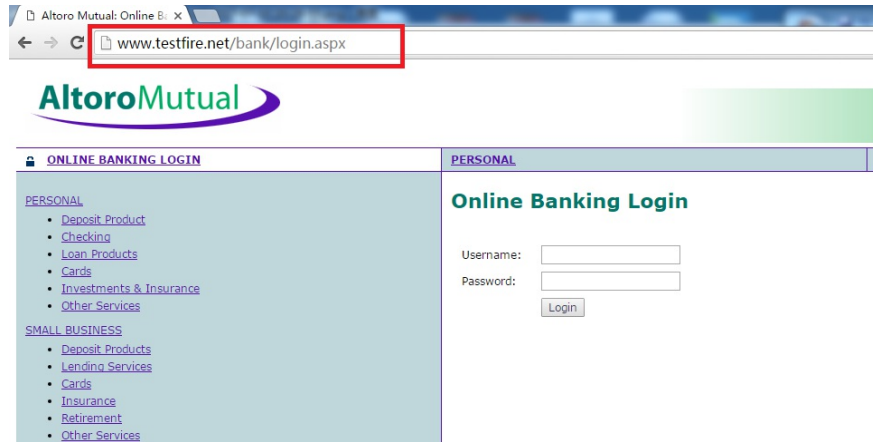 Altoro Mutual: Online Ba
www.testfire.net/bank/login.aspx
AltoroMutual
ONLINE BANKING LOGIN
PERSONAL
PERSONAL
Deposit Product
Checking
Loan Products
Cards
Investments & Insurance
Other Services
SMALL BUSINESS
Deposit Products
Lending Services
Cards
Insurance
Retirement
Other Services
Online Banking Login
Username:
Password:
Login